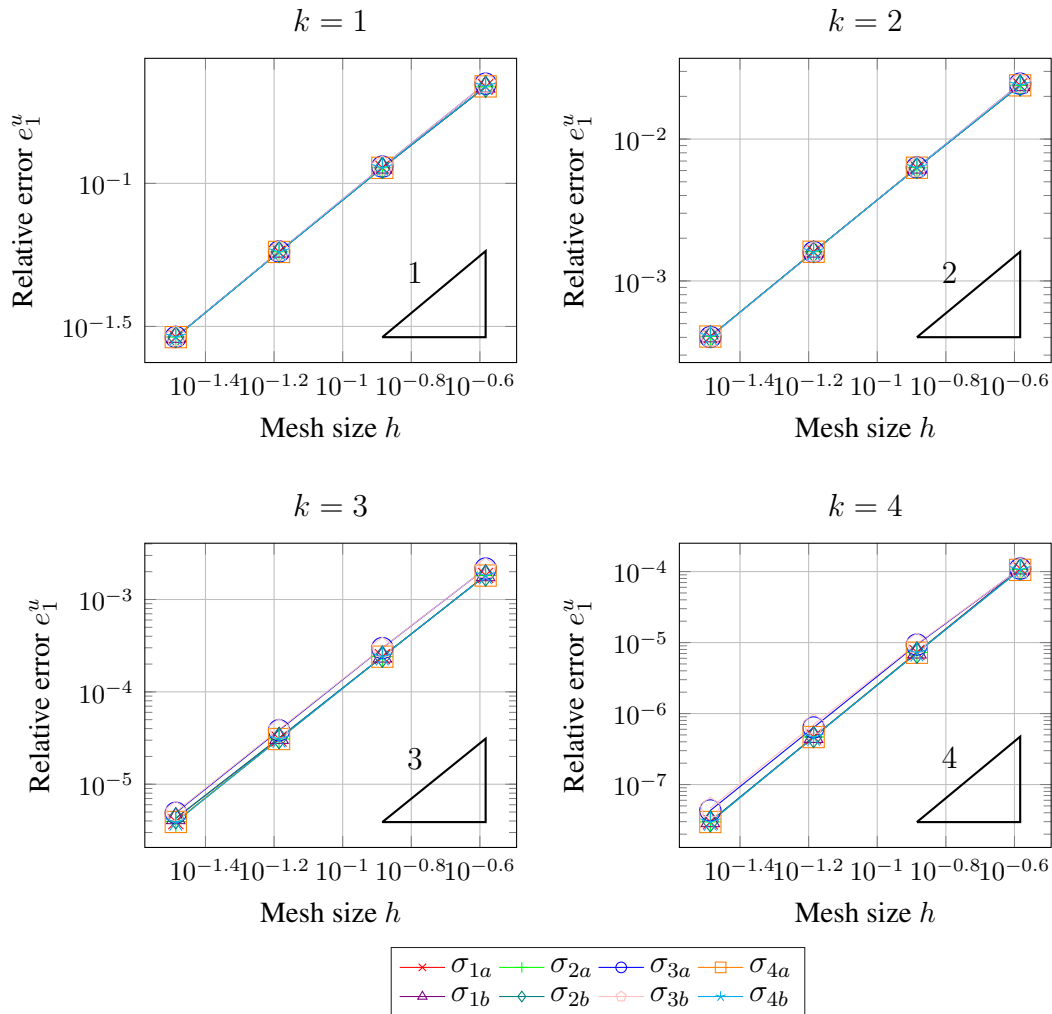 k = 1
Relative error e_1^u
10^{-1}
10^{-1.5}
1
10^{-1.4} 10^{-1.2} 10^{-1} 10^{-0.8} 10^{-0.6}
Mesh size h
k = 2
Relative error e_1^u
10^{-2}
10^{-3}
2
10^{-1.4} 10^{-1.2} 10^{-1} 10^{-0.8} 10^{-0.6}
Mesh size h
k = 3
Relative error e_1^u
10^{-3}
10^{-4}
10^{-5}
3
10^{-1.4} 10^{-1.2} 10^{-1} 10^{-0.8} 10^{-0.6}
Mesh size h
k = 4
Relative error e_1^u
10^{-4}
10^{-5}
10^{-6}
10^{-7}
4
10^{-1.4} 10^{-1.2} 10^{-1} 10^{-0.8} 10^{-0.6}
Mesh size h
σ_{1a} σ_{2a} σ_{3a} σ_{4a}
σ_{1b} σ_{2b} σ_{3b} σ_{4b}